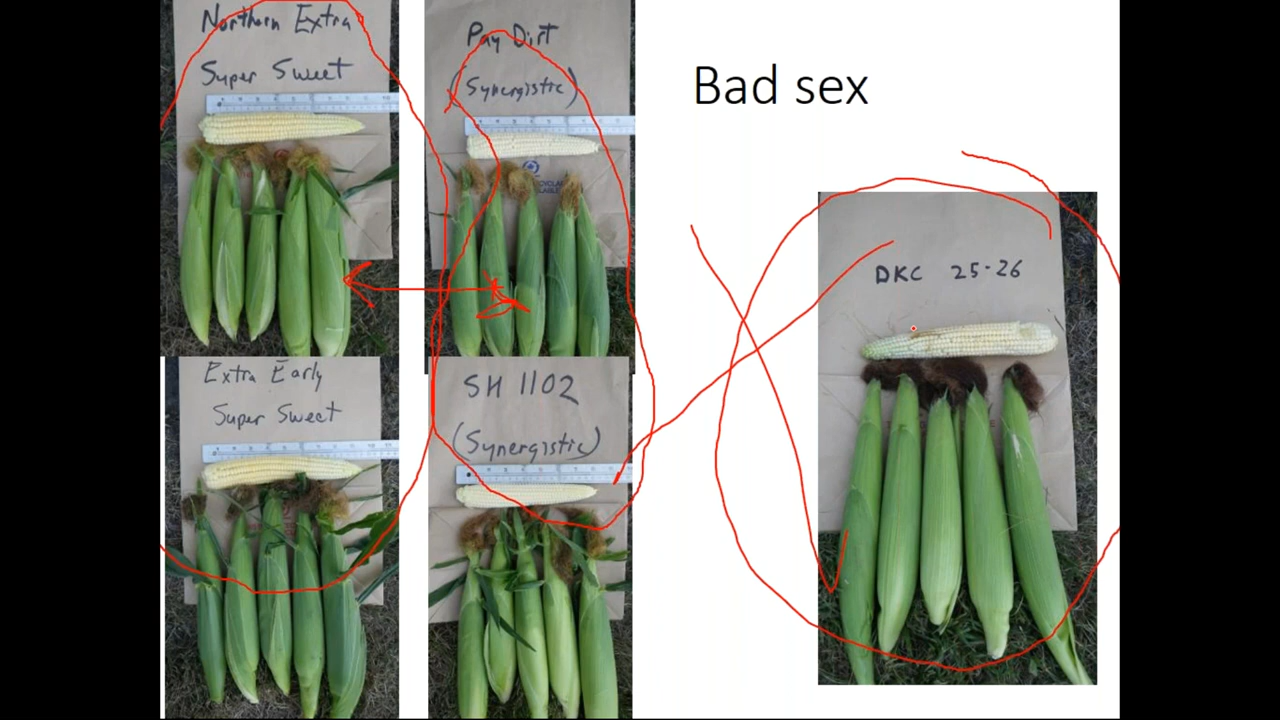 Northern Extra
Super Sweet
Pay Dirt
(Synergistic)
Bad sex
DKC 25-26
Extra Early
Super Sweet
SH 1102
(Synergistic)